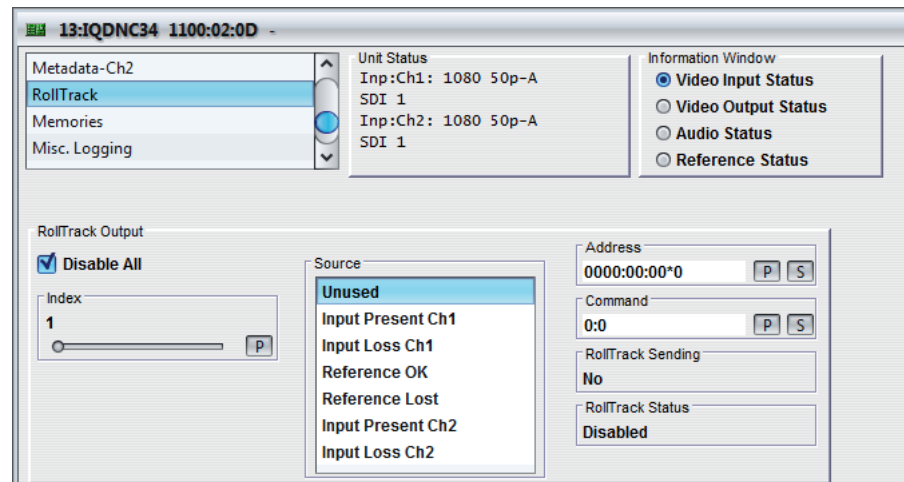 13:IQDNC34 1100:02:0D -
Metadata-Ch2
RollTrack
Memories
Misc. Logging
Unit Status
Inp:Ch1: 1080 50p-A
SDI 1
Inp:Ch2: 1080 50p-A
SDI 1
Information Window
Video Input Status
Video Output Status
Audio Status
Reference Status
RollTrack Output
Disable All
Index
1
P
Source
Unused
Input Present Ch1
Input Loss Ch1
Reference OK
Reference Lost
Input Present Ch2
Input Loss Ch2
Address
0000:00:00*0 P S
Command
0:0 P S
RollTrack Sending
No
RollTrack Status
Disabled